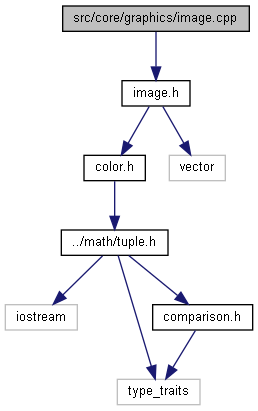 src/core/graphics/image.cpp
image.h
color.h
vector
../math/tuple.h
iostream
comparison.h
type_traits